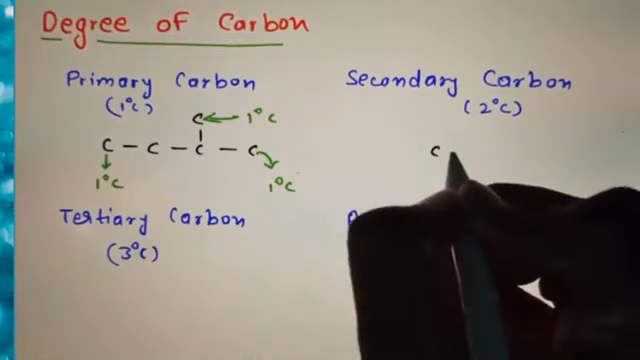 Degree of Carbon
Primary Carbon
(1°C)
C ← 1°C
C – C – C – C
1°C
1°C
Secondary Carbon
(2°C)
C
Tertiary Carbon
(3°C)